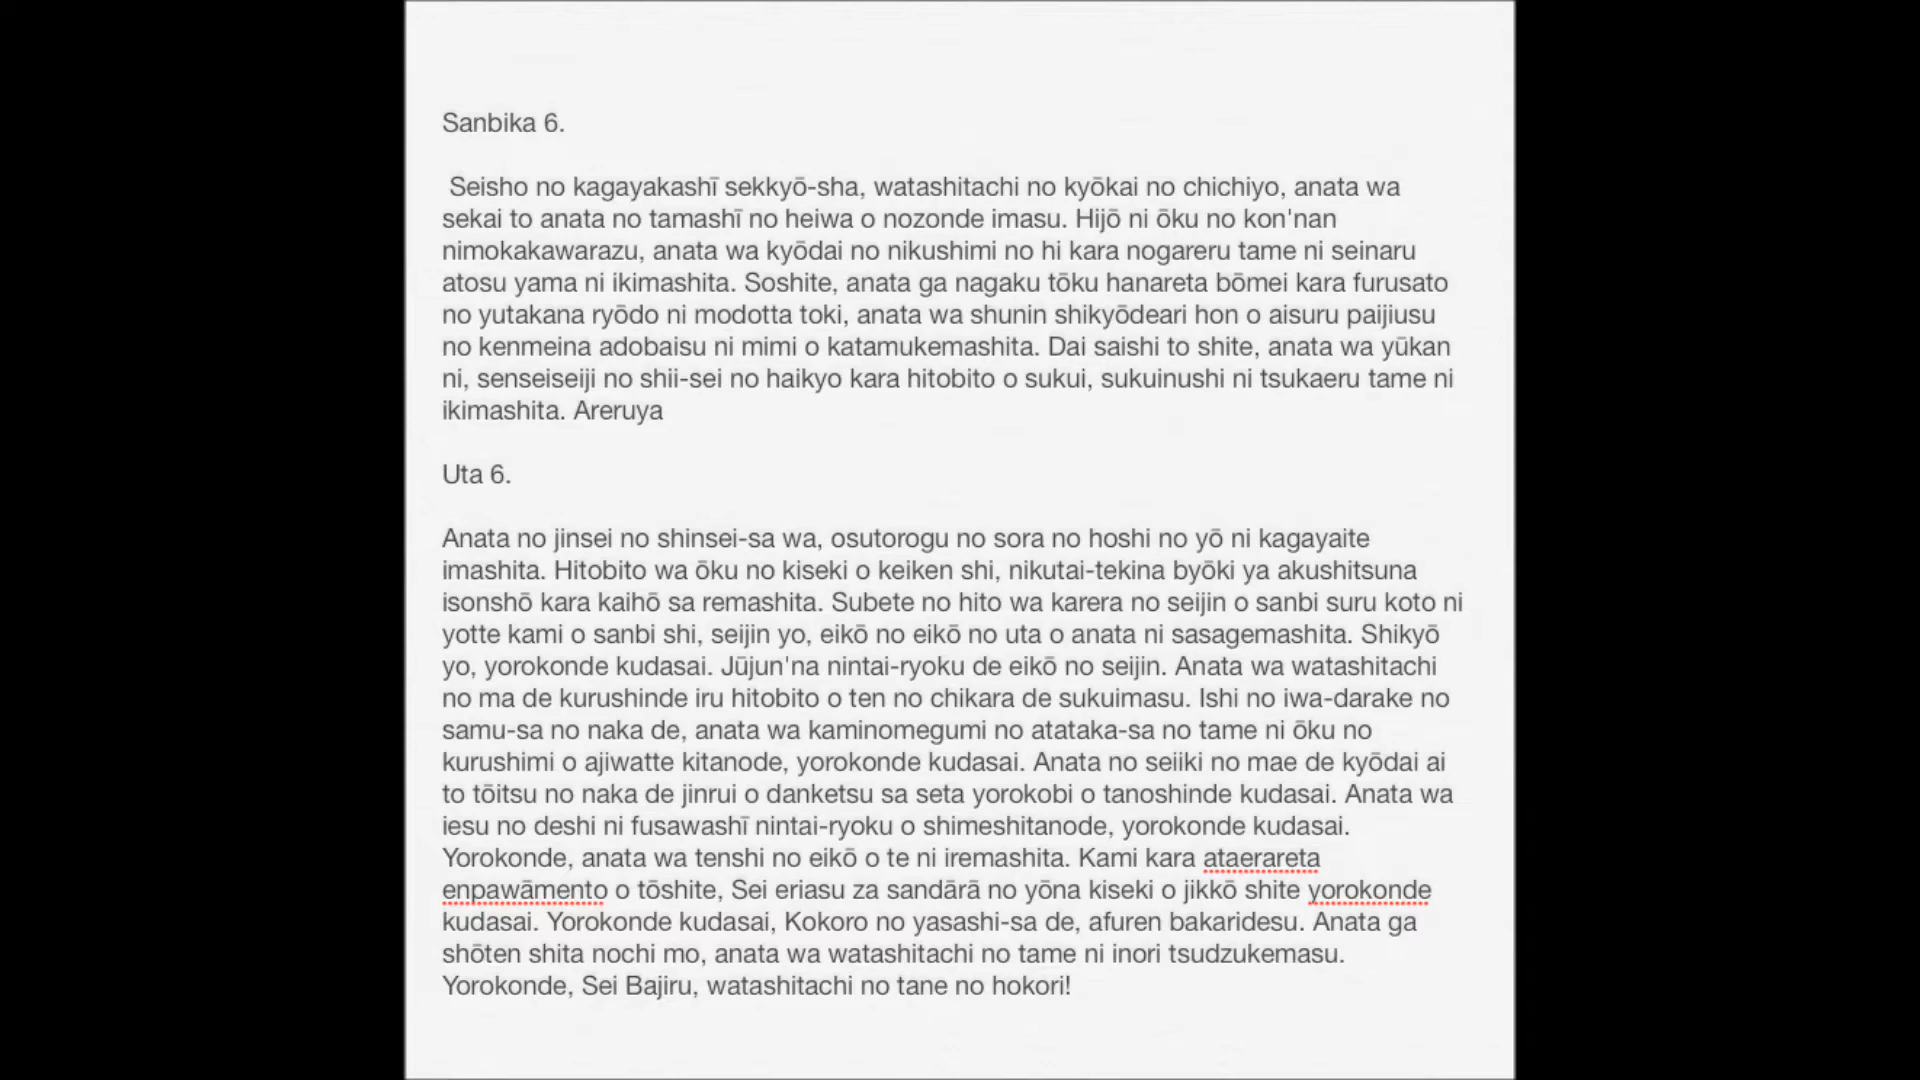 Sanbika 6.
Seisho no kagayakashī sekkyō-sha, watashitachi no kyōkai no chichiyo, anata wa
sekai to anata no tamashī no heiwa o nozonde imasu. Hijō ni ōku no kon'nan
nimokakawarazu, anata wa kyōdai no nikushimi no hi kara nogareru tame ni seinaru
atosu yama ni ikimashita. Soshite, anata ga nagaku tōku hanareta bōmei kara furusato
no yutakana ryōdo ni modotta toki, anata wa shunin shikyōdeari hon o aisuru paijiusu
no kenmeina adobaisu ni mimi o katamukemashita. Dai saishi to shite, anata wa yūkan
ni, senseiseiji no shii-sei no haikyo kara hitobito o sukui, sukuinushi ni tsukaeru tame ni
ikimashita. Areruya
Uta 6.
Anata no jinsei no shinsei-sa wa, osutorogu no sora no hoshi no yō ni kagayaite
imashita. Hitobito wa ōku no kiseki o keiken shi, nikutai-tekina byōki ya akushitsuna
isonshō kara kaihō sa remashita. Subete no hito wa karera no seijin o sanbi suru koto ni
yotte kami o sanbi shi, seijin yo, eikō no eikō no uta o anata ni sasagemashita. Shikyō
yo, yorokonde kudasai. Jūjun'na nintai-ryoku de eikō no seijin. Anata wa watashitachi
no ma de kurushinde iru hitobito o ten no chikara de sukuimasu. Ishi no iwa-darake no
samu-sa no naka de, anata wa kaminomegumi no atataka-sa no tame ni ōku no
kurushimi o ajiwatte kitanode, yorokonde kudasai. Anata no seiiki no mae de kyōdai ai
to tōitsu no naka de jinrui o danketsu sa seta yorokobi o tanoshinde kudasai. Anata wa
iesu no deshi ni fusawashī nintai-ryoku o shimeshitanode, yorokonde kudasai.
Yorokonde, anata wa tenshi no eikō o te ni iremashita. Kami kara ataerareta
enpawāmento o tōshite, Sei eriasu za sandārā no yōna kiseki o jikkō shite yorokonde
kudasai. Yorokonde kudasai, Kokoro no yasashi-sa de, afuren bakaridesu. Anata ga
shōten shita nochi mo, anata wa watashitachi no tame ni inori tsudzukemasu.
Yorokonde, Sei Bajiru, watashitachi no tane no hokori!